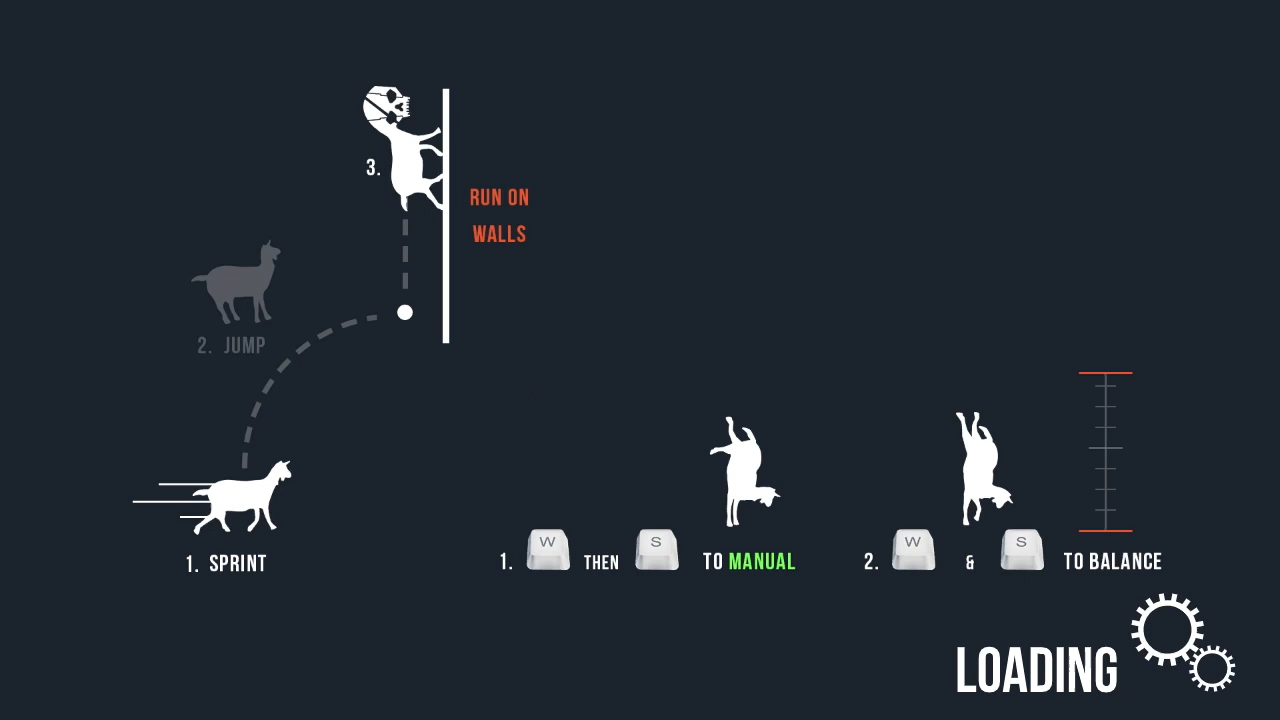 3.
RUN ON
WALLS
2. JUMP
1. SPRINT
1. W THEN S TO MANUAL
2. W & S TO BALANCE
LOADING